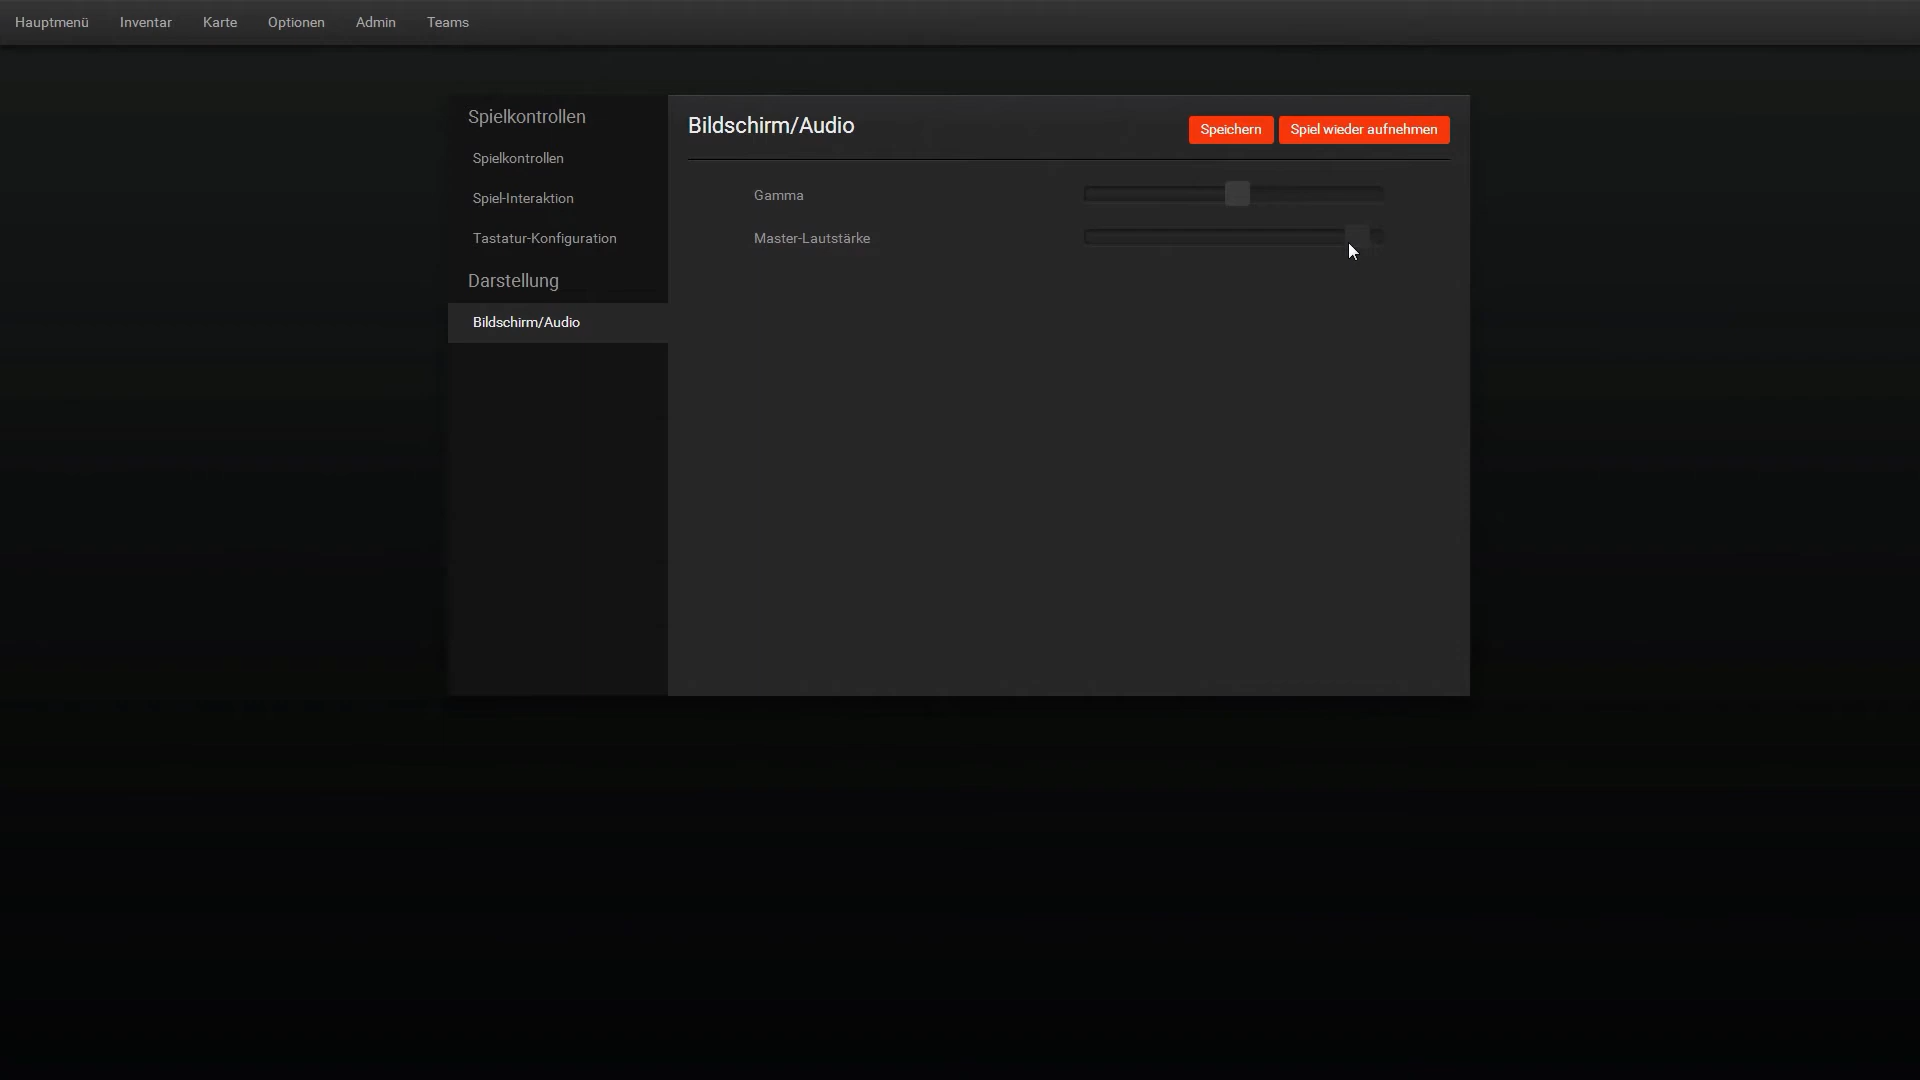 Hauptmenü Inventar Karte Optionen Admin Teams
Spielkontrollen
Spielkontrollen
Spiel-Interaktion
Tastatur-Konfiguration
Darstellung
Bildschirm/Audio
Bildschirm/Audio
Speichern Spiel wieder aufnehmen
Gamma
Master-Lautstärke